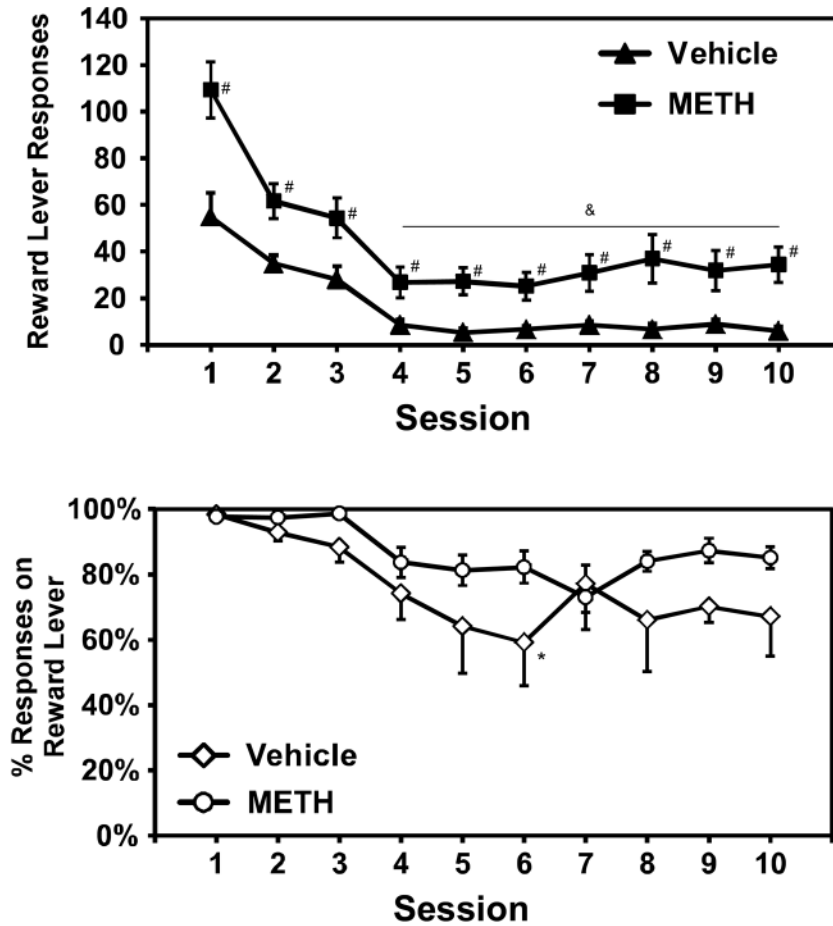 140
120
100
80
60
40
20
0
Reward Lever Responses
Vehicle
METH
#
#
#
#
#
#
#
#
#
#
&
1 2 3 4 5 6 7 8 9 10
Session
100%
80%
60%
40%
20%
0%
% Responses on
Reward Lever
*
Vehicle
METH
1 2 3 4 5 6 7 8 9 10
Session